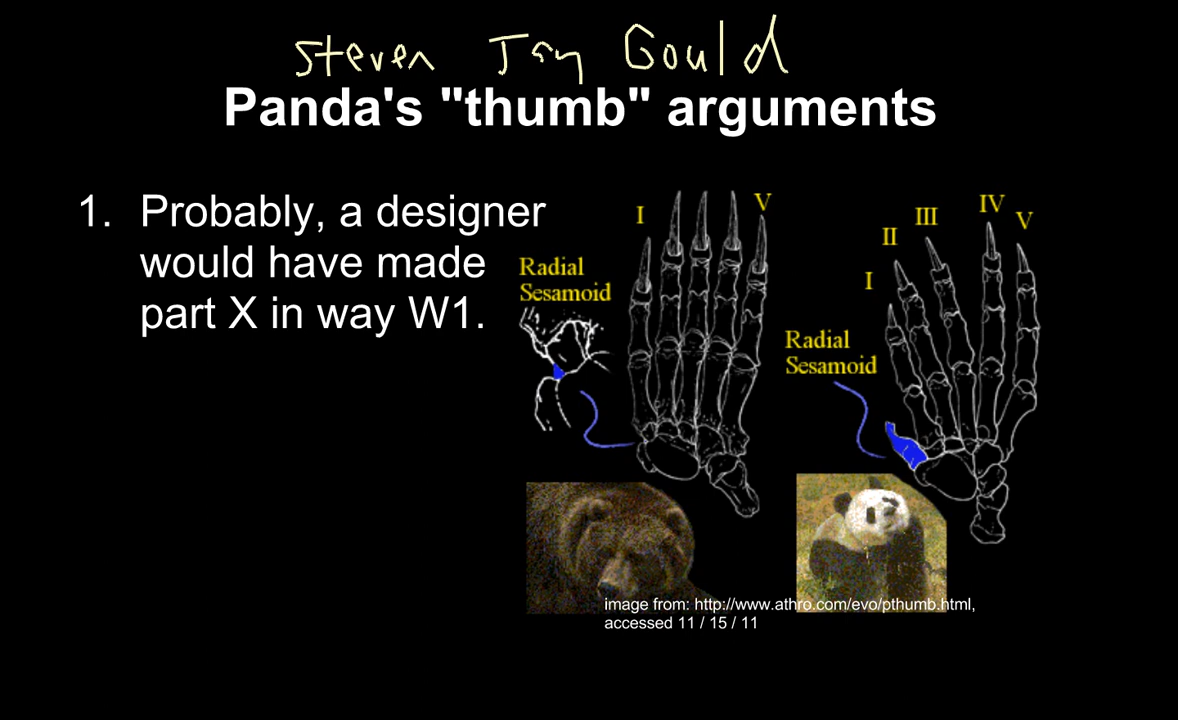 Steven Jay Gould
Panda's "thumb" arguments
1. Probably, a designer
would have made
part X in way W1.
I
V
Radial
Sesamoid
I
II
III
IV
V
Radial
Sesamoid
image from: http://www.athro.com/evo/pthumb.html,
accessed 11 / 15 / 11